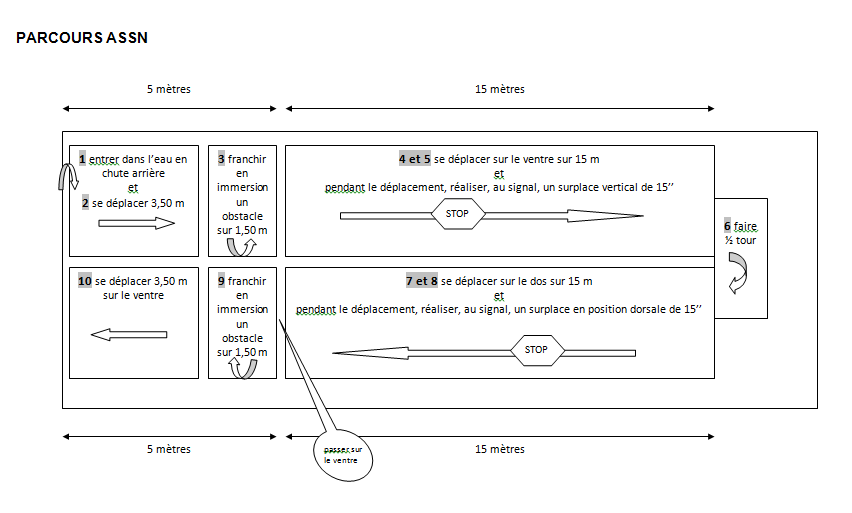 PARCOURS ASSN
5 mètres
15 mètres
1 entrer dans l'eau en
chute arrière
et
2 se déplacer 3,50 m
3 franchir
en
immersion
un
obstacle
sur 1,50 m
4 et 5 se déplacer sur le ventre sur 15 m
et
pendant le déplacement, réaliser, au signal, un surplace vertical de 15''
STOP
6 faire
½ tour
10 se déplacer 3,50 m
sur le ventre
9 franchir
en
immersion
un
obstacle
sur 1,50 m
7 et 8 se déplacer sur le dos sur 15 m
et
pendant le déplacement, réaliser, au signal, un surplace en position dorsale de 15''
STOP
passer sur
le ventre
5 mètres
15 mètres